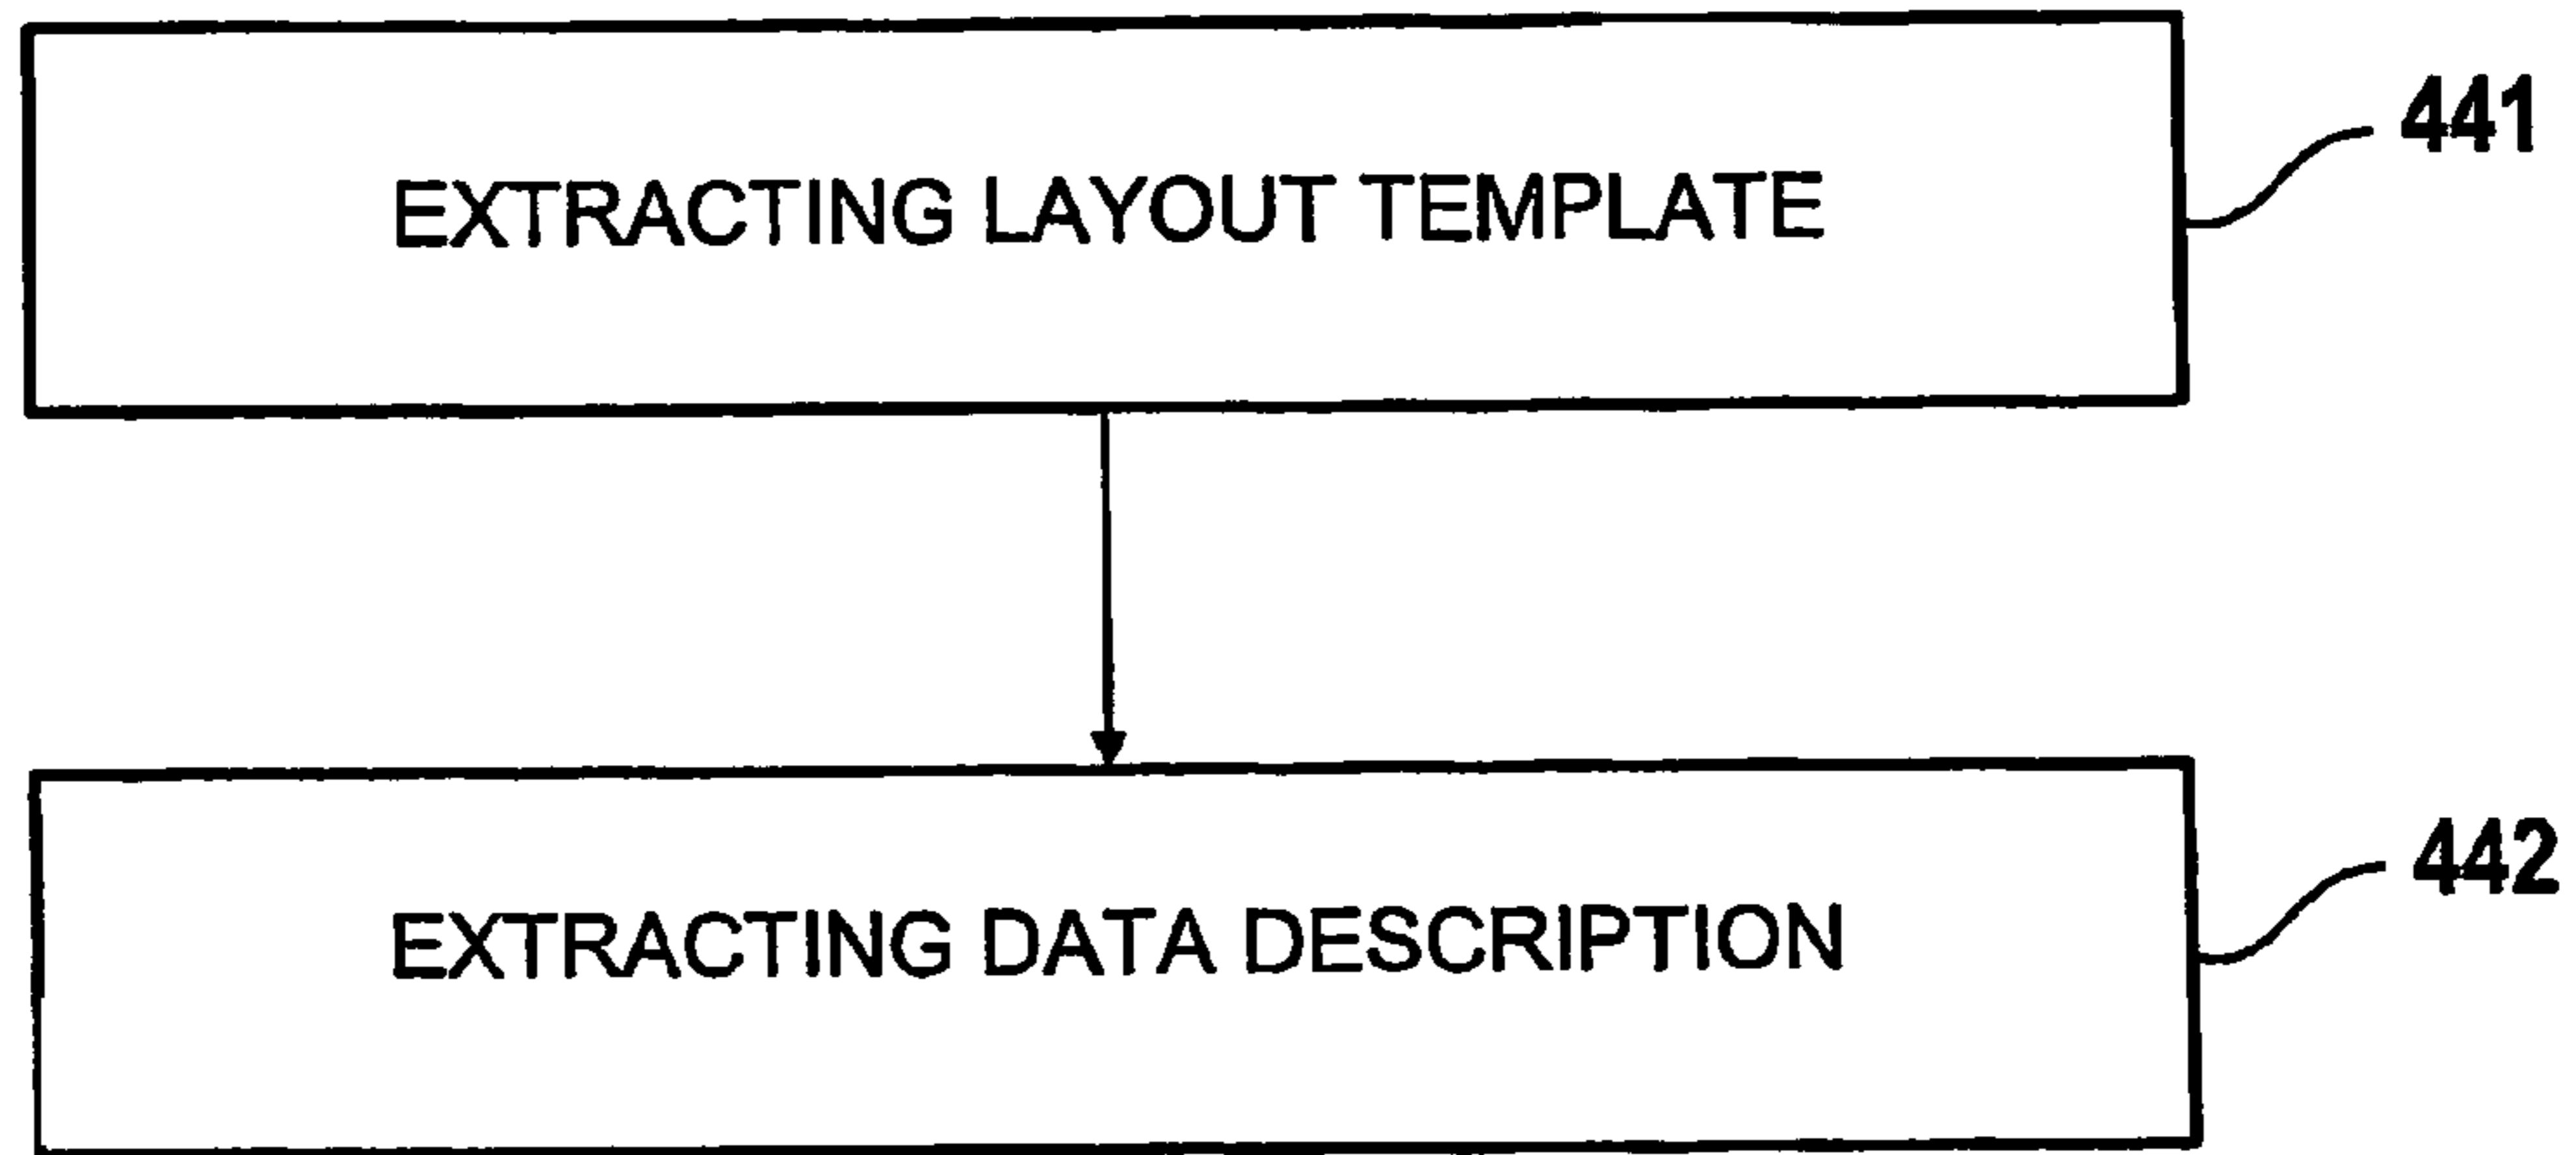 EXTRACTING LAYOUT TEMPLATE
441
EXTRACTING DATA DESCRIPTION
442